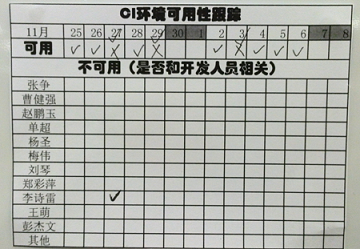 CI环境可用性跟踪
11月 25 26 27 28 29 30 1 2 3 4 5 6 7 8
可用 ✓ ✓ ✓ ✓ ✓ ✓ ✓ ✓ ✓ ✓
不可用（是否和开发人员相关）
张争
曹健强
赵鹏玉
单超
杨圣
梅伟
刘琴
郑彩萍
李诗雷 ✓
王萌
彭杰文
其他